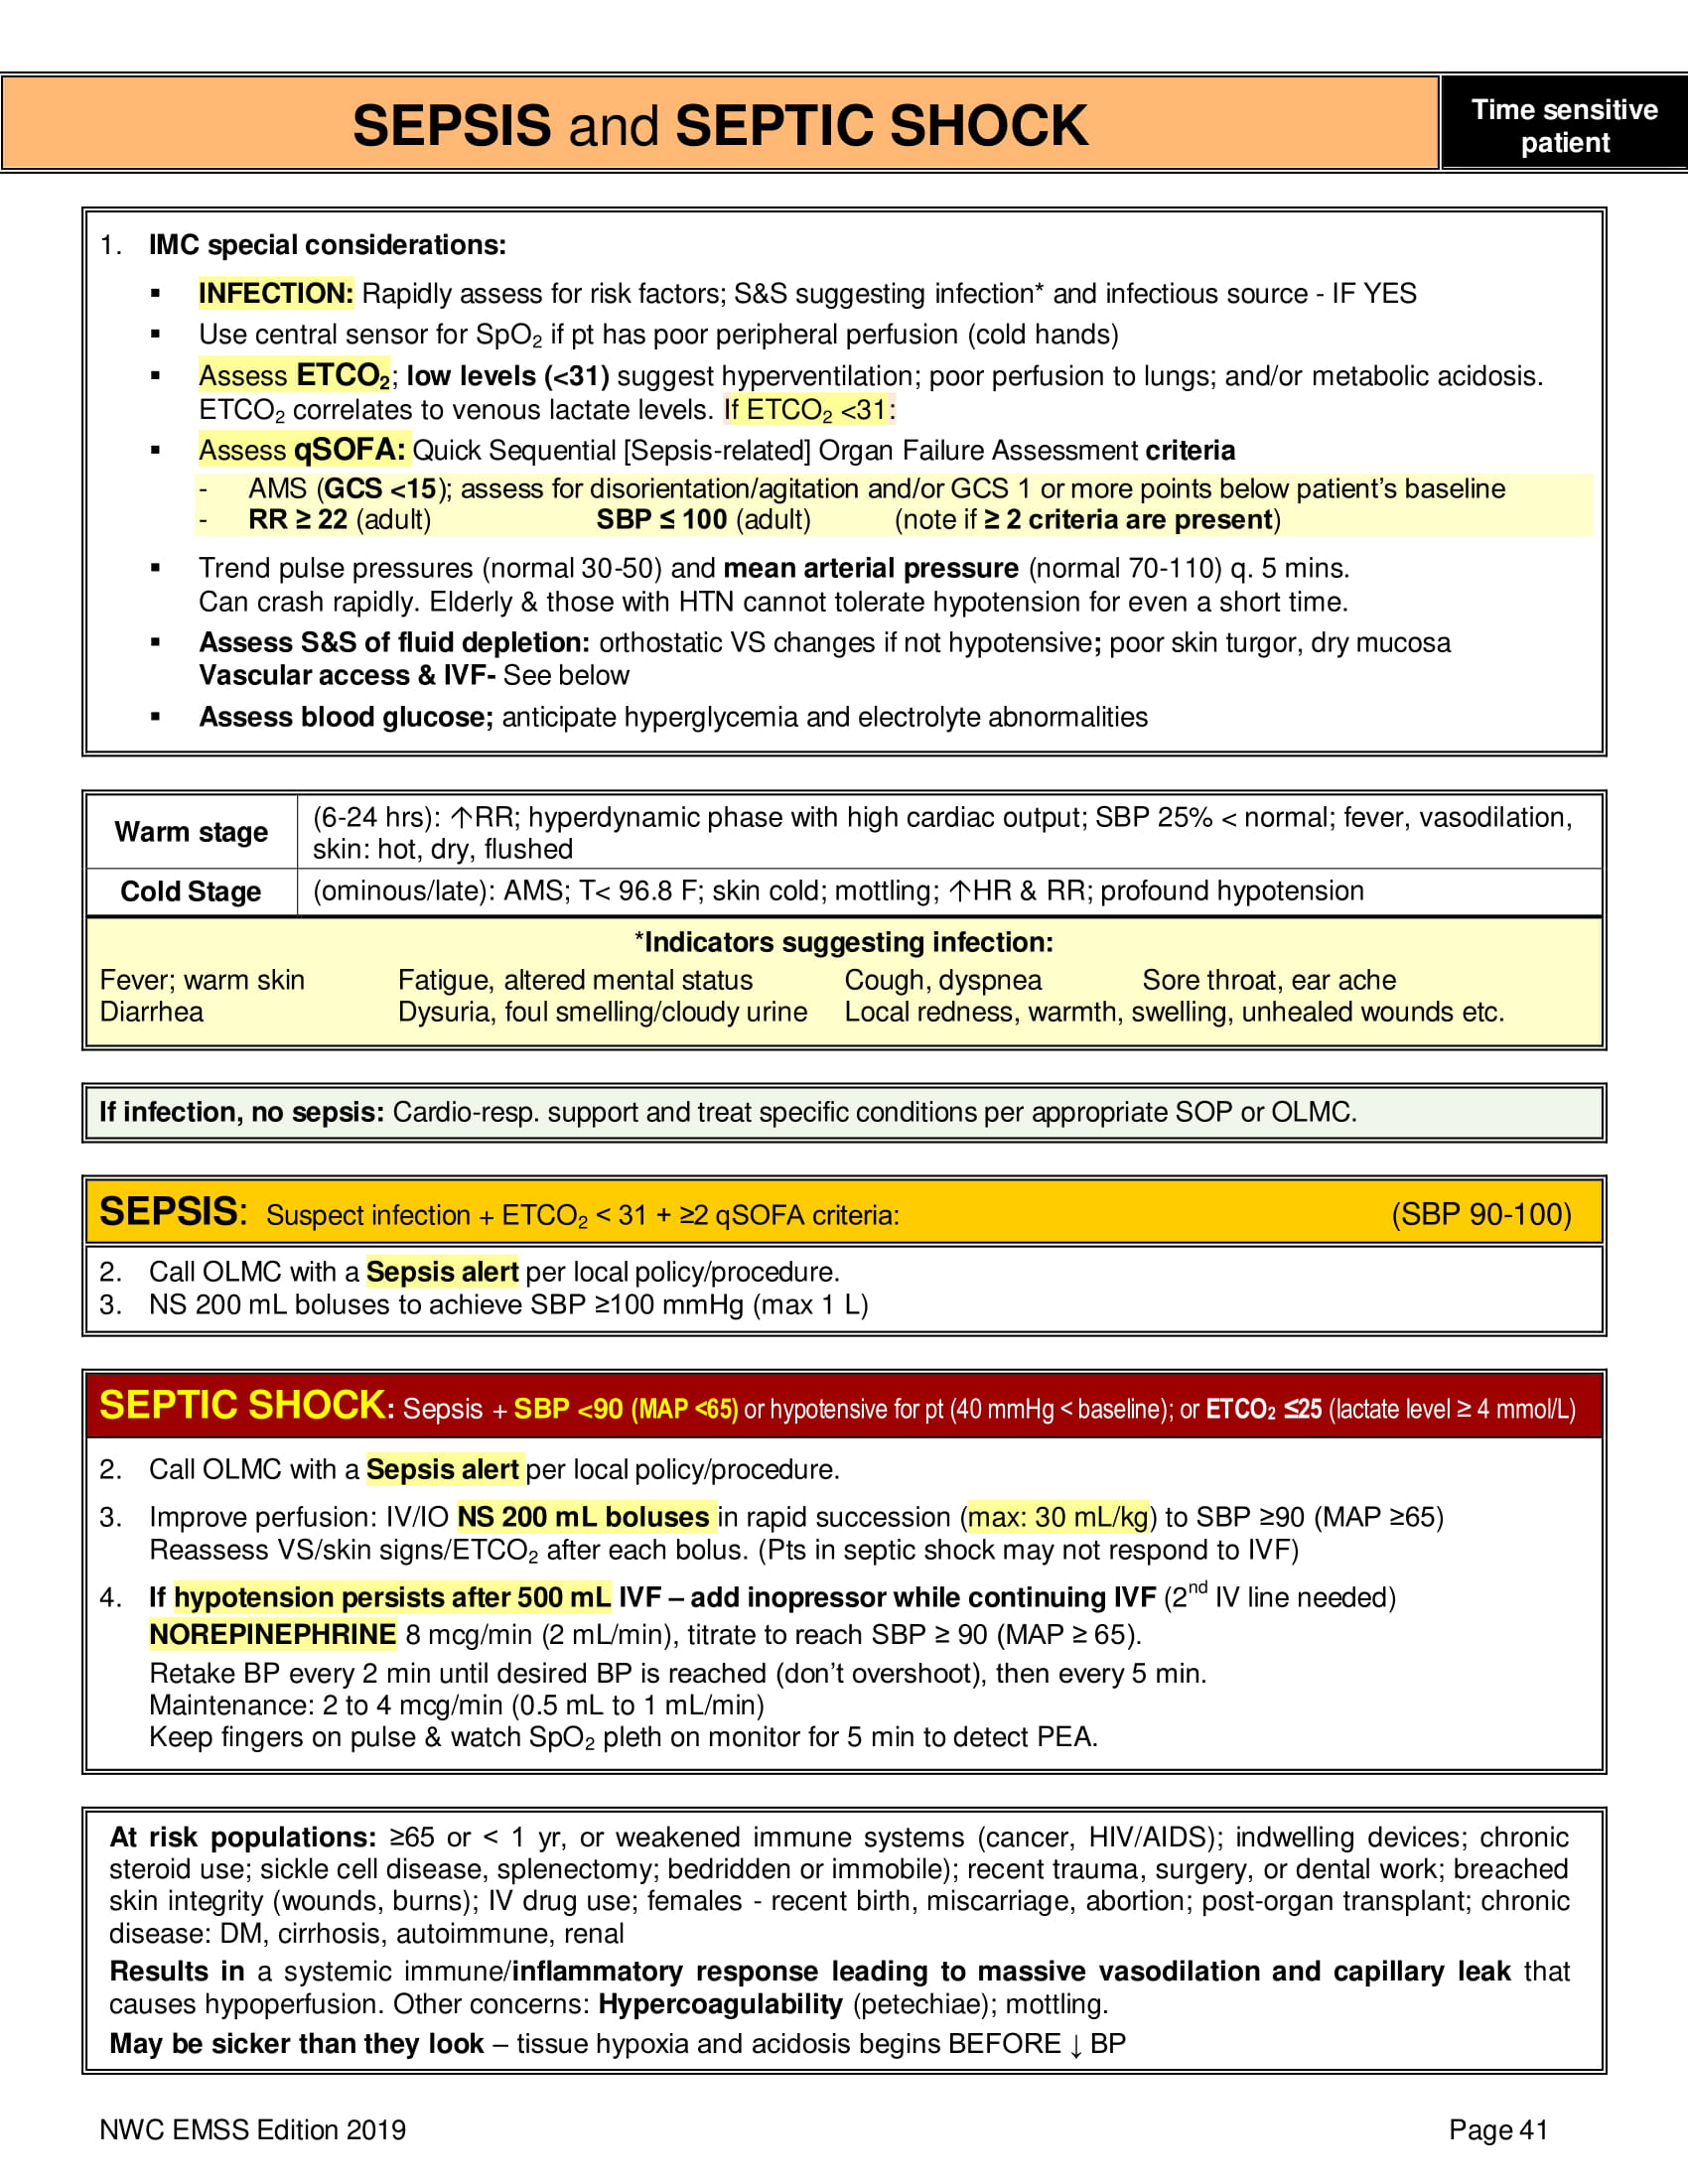 SEPSIS and SEPTIC SHOCK
Time sensitive
patient
1. IMC special considerations:
▪ INFECTION: Rapidly assess for risk factors; S&S suggesting infection* and infectious source - IF YES
▪ Use central sensor for SpO₂ if pt has poor peripheral perfusion (cold hands)
▪ Assess ETCO₂; low levels (<31) suggest hyperventilation; poor perfusion to lungs; and/or metabolic acidosis.
ETCO₂ correlates to venous lactate levels. If ETCO₂ <31:
▪ Assess qSOFA: Quick Sequential [Sepsis-related] Organ Failure Assessment criteria
- AMS (GCS <15); assess for disorientation/agitation and/or GCS 1 or more points below patient's baseline
- RR ≥ 22 (adult) SBP ≤ 100 (adult) (note if ≥ 2 criteria are present)
▪ Trend pulse pressures (normal 30-50) and mean arterial pressure (normal 70-110) q. 5 mins.
Can crash rapidly. Elderly & those with HTN cannot tolerate hypotension for even a short time.
▪ Assess S&S of fluid depletion: orthostatic VS changes if not hypotensive; poor skin turgor, dry mucosa
Vascular access & IVF- See below
▪ Assess blood glucose; anticipate hyperglycemia and electrolyte abnormalities
Warm stage
(6-24 hrs): ↑RR; hyperdynamic phase with high cardiac output; SBP 25% < normal; fever, vasodilation,
skin: hot, dry, flushed
Cold Stage
(ominous/late): AMS; T< 96.8 F; skin cold; mottling; ↑HR & RR; profound hypotension
*Indicators suggesting infection:
Fever; warm skin Fatigue, altered mental status Cough, dyspnea Sore throat, ear ache
Diarrhea Dysuria, foul smelling/cloudy urine Local redness, warmth, swelling, unhealed wounds etc.
If infection, no sepsis: Cardio-resp. support and treat specific conditions per appropriate SOP or OLMC.
SEPSIS: Suspect infection + ETCO₂ < 31 + ≥2 qSOFA criteria: (SBP 90-100)
2. Call OLMC with a Sepsis alert per local policy/procedure.
3. NS 200 mL boluses to achieve SBP ≥100 mmHg (max 1 L)
SEPTIC SHOCK: Sepsis + SBP <90 (MAP <65) or hypotensive for pt (40 mmHg < baseline); or ETCO₂ ≤25 (lactate level ≥ 4 mmol/L)
2. Call OLMC with a Sepsis alert per local policy/procedure.
3. Improve perfusion: IV/IO NS 200 mL boluses in rapid succession (max: 30 mL/kg) to SBP ≥90 (MAP ≥65)
Reassess VS/skin signs/ETCO₂ after each bolus. (Pts in septic shock may not respond to IVF)
4. If hypotension persists after 500 mL IVF – add inopressor while continuing IVF (2nd IV line needed)
NOREPINEPHRINE 8 mcg/min (2 mL/min), titrate to reach SBP ≥ 90 (MAP ≥ 65).
Retake BP every 2 min until desired BP is reached (don't overshoot), then every 5 min.
Maintenance: 2 to 4 mcg/min (0.5 mL to 1 mL/min)
Keep fingers on pulse & watch SpO₂ pleth on monitor for 5 min to detect PEA.
At risk populations: ≥65 or < 1 yr, or weakened immune systems (cancer, HIV/AIDS); indwelling devices; chronic
steroid use; sickle cell disease, splenectomy; bedridden or immobile); recent trauma, surgery, or dental work; breached
skin integrity (wounds, burns); IV drug use; females - recent birth, miscarriage, abortion; post-organ transplant; chronic
disease: DM, cirrhosis, autoimmune, renal
Results in a systemic immune/inflammatory response leading to massive vasodilation and capillary leak that
causes hypoperfusion. Other concerns: Hypercoagulability (petechiae); mottling.
May be sicker than they look – tissue hypoxia and acidosis begins BEFORE ↓ BP
NWC EMSS Edition 2019 Page 41